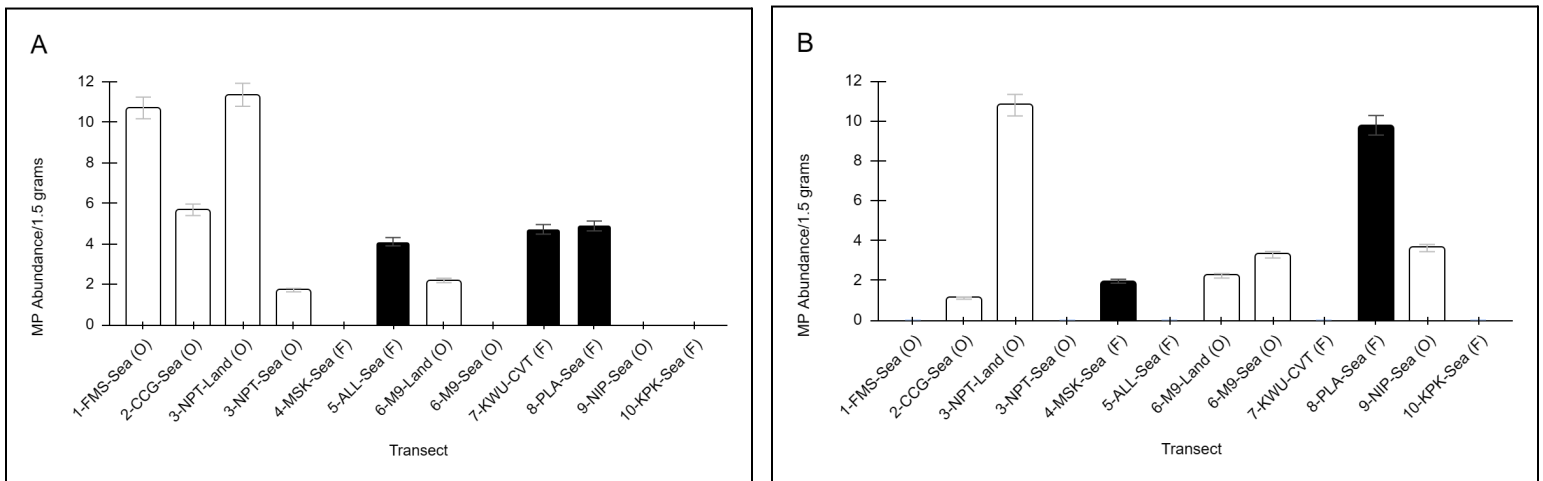 A
12
10
8
6
4
2
0
MP Abundance/1.5 grams
1-FMS-Sea (O)
2-CCG-Sea (O)
3-NPT-Land (O)
3-NPT-Sea (O)
4-MSK-Sea (F)
5-ALL-Sea (F)
6-M9-Land (O)
6-M9-Sea (O)
7-KWU-CVT (F)
8-PLA-Sea (F)
9-NIP-Sea (O)
10-KPK-Sea (F)
Transect
B
12
10
8
6
4
2
0
MP Abundance/1.5 grams
1-FMS-Sea (O)
2-CCG-Sea (O)
3-NPT-Land (O)
3-NPT-Sea (O)
4-MSK-Sea (F)
5-ALL-Sea (F)
6-M9-Land (O)
6-M9-Sea (O)
7-KWU-CVT (F)
8-PLA-Sea (F)
9-NIP-Sea (O)
10-KPK-Sea (F)
Transect